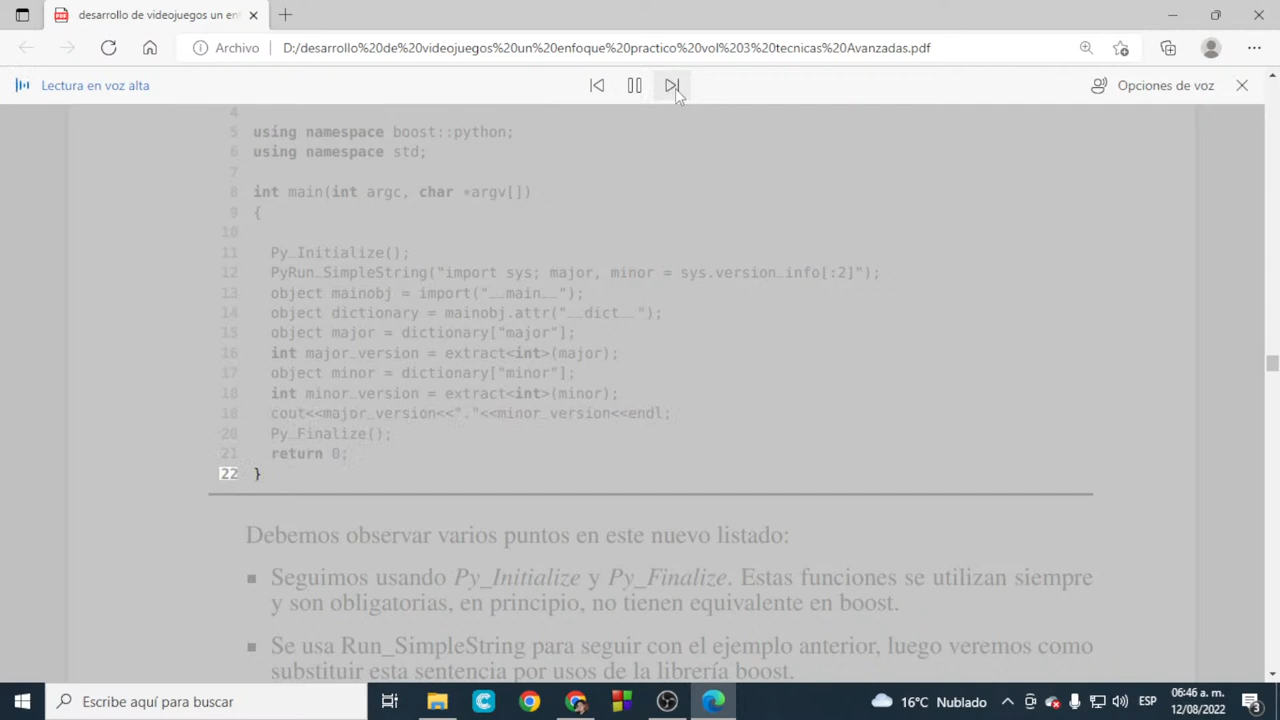 desarrollo de videojuegos un en
Archivo
D:/desarrollo%20de%20videojuegos%20un%20enfoque%20practico%20vol%203%20tecnicas%20Avanzadas.pdf
Lectura en voz alta
Opciones de voz
4
5 using namespace boost::python;
6 using namespace std;
7
8 int main(int argc, char *argv[])
9 {
10
11 Py_Initialize();
12 PyRun_SimpleString("import sys; major, minor = sys.version_info[:2]");
13 object mainobj = import("__main__");
14 object dictionary = mainobj.attr("__dict__");
15 object major = dictionary["major"];
16 int major_version = extract<int>(major);
17 object minor = dictionary["minor"];
18 int minor_version = extract<int>(minor);
19 cout<<major_version<<"."<<minor_version<<endl;
20 Py_Finalize();
21 return 0;
22 }
Debemos observar varios puntos en este nuevo listado:
Seguimos usando Py_Initialize y Py_Finalize. Estas funciones se utilizan siempre
y son obligatorias, en principio, no tienen equivalente en boost.
Se usa Run_SimpleString para seguir con el ejemplo anterior, luego veremos como
substituir esta sentencia por usos de la librería boost.
Escribe aquí para buscar
16°C Nublado
ESP
06:46 a. m.
12/08/2022
3